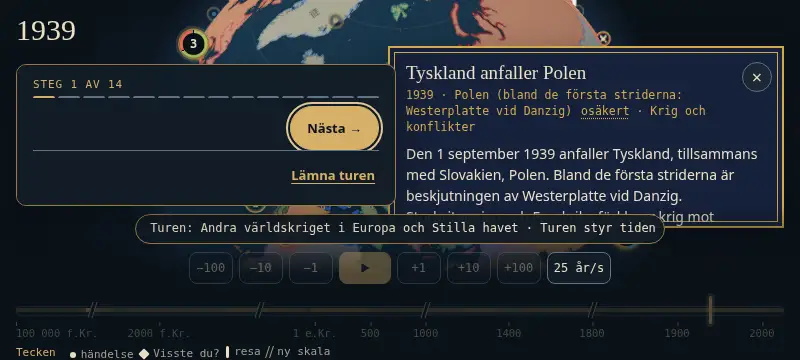 1939
3
STEG 1 AV 14
Nästa →
Lämna turen
Tyskland anfaller Polen
×
1939 · Polen (bland de första striderna:
Westerplatte vid Danzig) osäkert · Krig och
konflikter
Den 1 september 1939 anfaller Tyskland, tillsammans
med Slovakien, Polen. Bland de första striderna är
beskjutningen av Westerplatte vid Danzig.
krig mot
Turen: Andra världskriget i Europa och Stilla havet · Turen styr tiden
−100 −10 −1 +1 +10 +100 25 år/s
100 000 f.Kr. 2000 f.Kr. 1 e.Kr. 500 1000 1400 1800 1900 2000
Tecken händelse Visste du? resa // ny skala